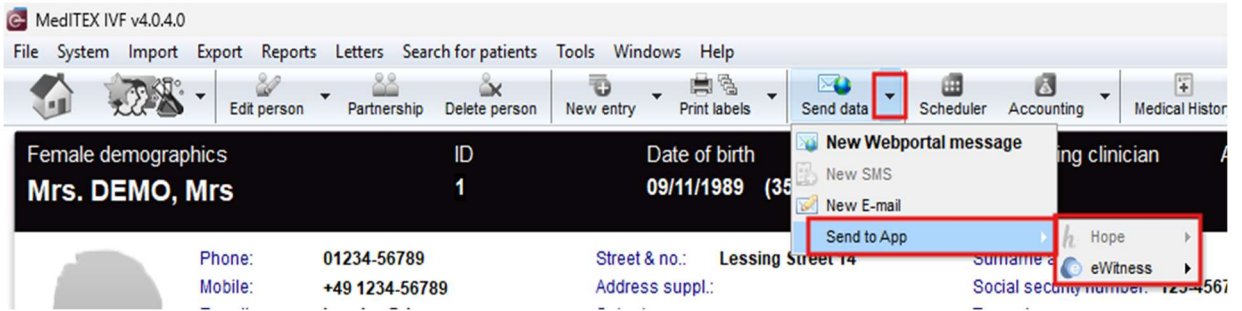 MedITEX IVF v4.0.4.0
File System Import Export Reports Letters Search for patients Tools Windows Help
Edit person Partnership Delete person New entry Print labels Send data Scheduler Accounting Medical Histor
New Webportal message
New SMS
New E-mail
Send to App
Hope
eWitness
Female demographics ID Date of birth ing clinician
Mrs. DEMO, Mrs 1 09/11/1989 (35
Phone: 01234-56789 Street & no.: Lessing Street 14
Mobile: +49 1234-56789 Address suppl.: Social security number: